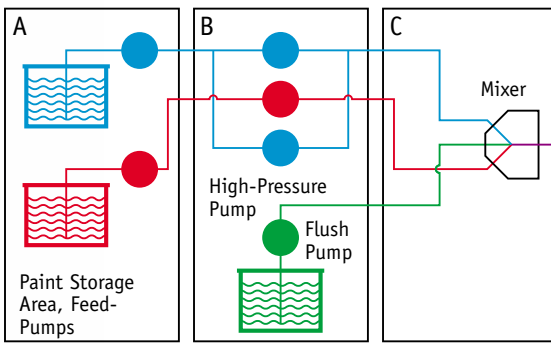 A
B
C
Mixer
High-Pressure
Pump
Flush
Pump
Paint Storage
Area, Feed-
Pumps